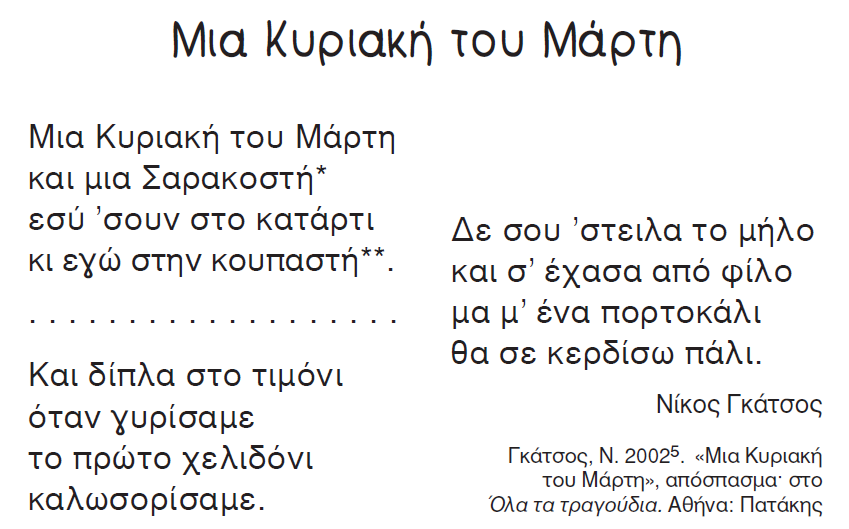 Μια Κυριακή του Μάρτη
Μια Κυριακή του Μάρτη
και μια Σαρακοστή*
εσύ ’σουν στο κατάρτι
κι εγώ στην κουπαστή**.
. . . . . . . . . . . . . . . . . . .
Και δίπλα στο τιμόνι
όταν γυρίσαμε
το πρώτο χελιδόνι
καλωσορίσαμε.
Δε σου ’στειλα το μήλο
και σ’ έχασα από φίλο
μα μ’ ένα πορτοκάλι
θα σε κερδίσω πάλι.
Νίκος Γκάτσος
Γκάτσος, Ν. 2002⁵. «Μια Κυριακή
του Μάρτη», απόσπασμα· στο
Όλα τα τραγούδια. Αθήνα: Πατάκης